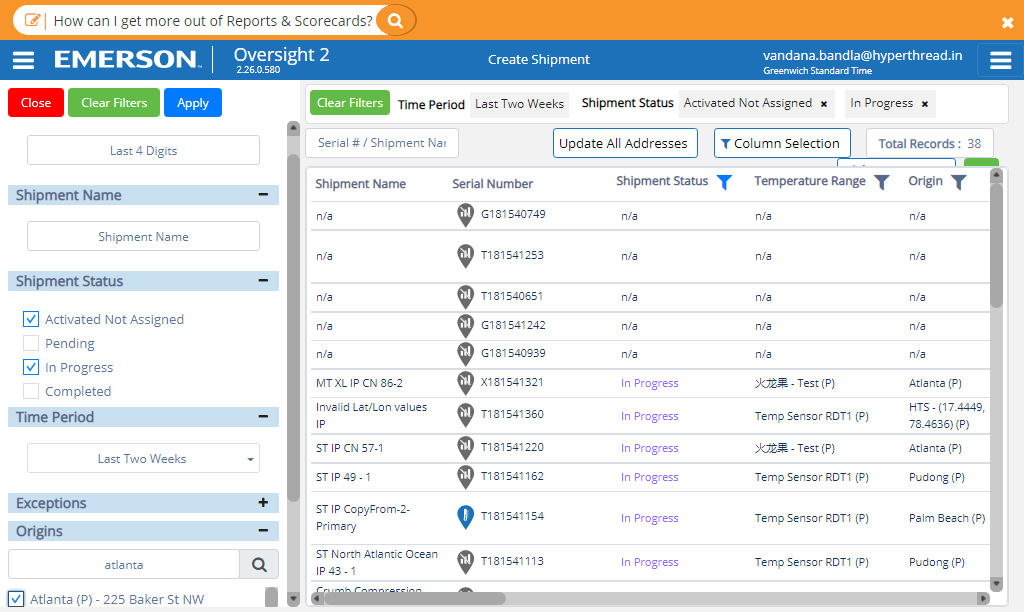 How can I get more out of Reports & Scorecards?
EMERSON™
Oversight 2
2.26.0.580
Create Shipment
vandana.bandla@hyperthread.in
Greenwich Standard Time
Close
Clear Filters
Apply
Last 4 Digits
Shipment Name
Shipment Name
Shipment Status
Activated Not Assigned
Pending
In Progress
Completed
Time Period
Last Two Weeks
Exceptions
Origins
atlanta
Atlanta (P) - 225 Baker St NW
Clear Filters Time Period Last Two Weeks Shipment Status Activated Not Assigned × In Progress ×
Serial # / Shipment Nar
Update All Addresses
Column Selection
Total Records : 38
Shipment Name Serial Number Shipment Status Temperature Range Origin
n/a G181540749 n/a n/a n/a
n/a T181541253 n/a n/a n/a
n/a T181540651 n/a n/a n/a
n/a G181541242 n/a n/a n/a
n/a G181540939 n/a n/a n/a
MT XL IP CN 86-2 X181541321 In Progress 火龙果 - Test (P) Atlanta (P)
Invalid Lat/Lon values
IP
T181541360 In Progress Temp Sensor RDT1 (P)
HTS - (17.4449,
78.4636) (P)
ST IP CN 57-1 T181541220 In Progress 火龙果 - Test (P) Atlanta (P)
ST IP 49 - 1 T181541162 In Progress Temp Sensor RDT1 (P) Pudong (P)
ST IP CopyFrom-2-
Primary
T181541154 In Progress Temp Sensor RDT1 (P) Palm Beach (P)
ST North Atlantic Ocean
IP 43 - 1
T181541113 In Progress Temp Sensor RDT1 (P) Pudong (P)
Crumb Compression